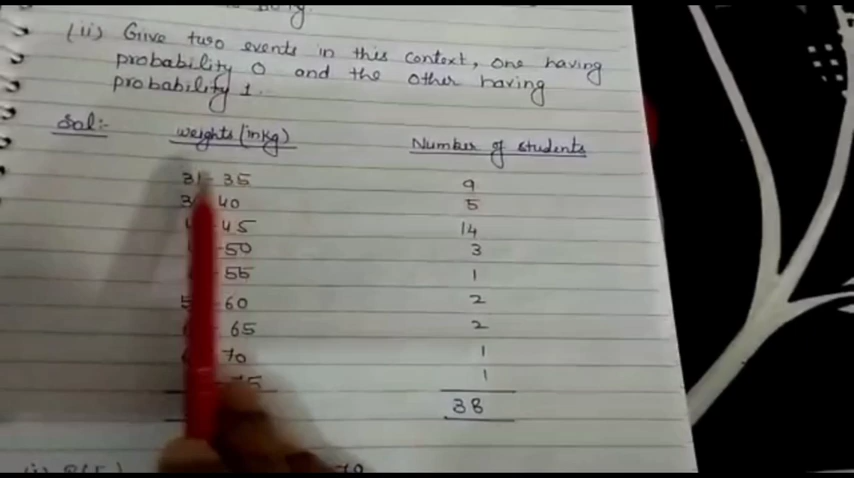 (ii) Give two events in this context, one having
probability 0 and the other having
probability 1.
Sol:- weights (in kg) Number of students
31-35 9
40 5
-45 14
-50 3
-55 1
60 2
65 2
70 1
75 1
38